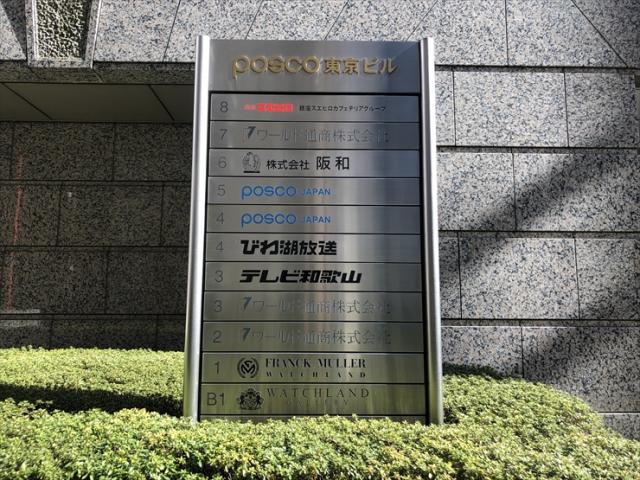 posco東京ビル
8 銀座スエヒロカフェテリアグループ
7 ワールド通商株式会社
6 株式会社 阪和
5 posco JAPAN
4 posco JAPAN
4 びわ湖放送
3 テレビ和歌山
3 ワールド通商株式会社
2 ワールド通商株式会社
1 FRANCK MULLER
WATCHLAND
B1 WATCHLAND
GALLERY